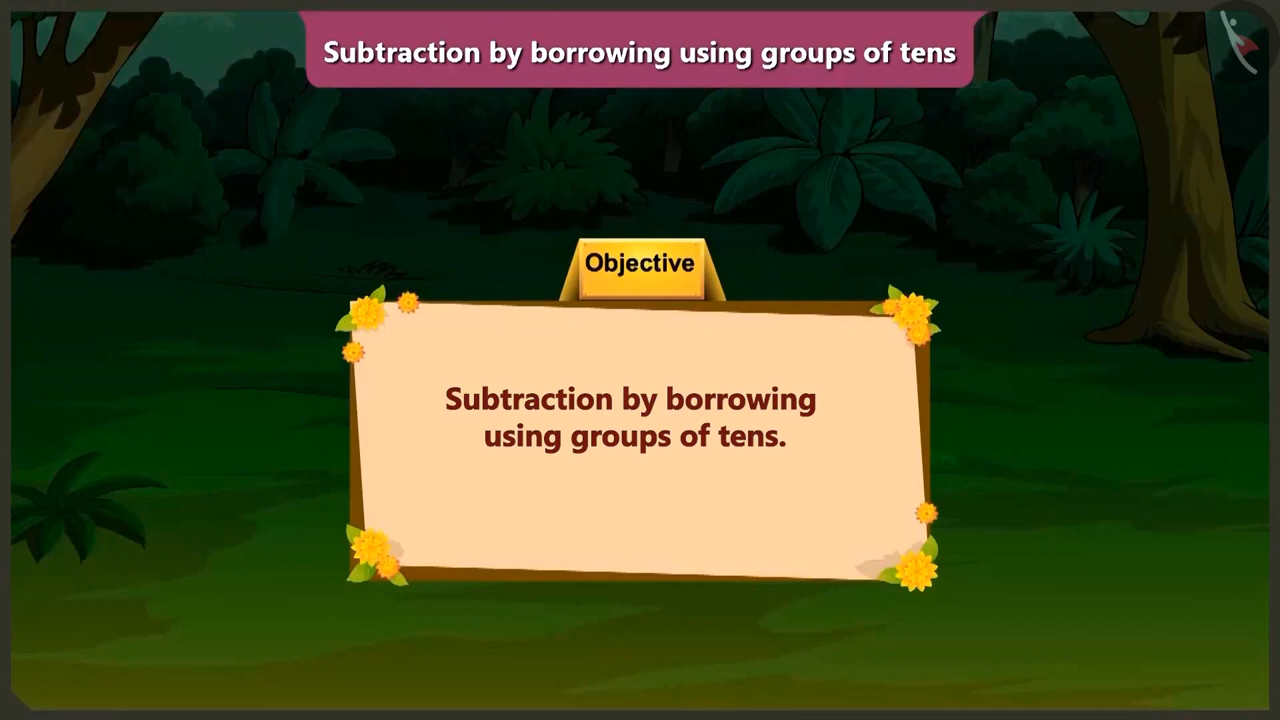 Subtraction by borrowing using groups of tens
Objective
Subtraction by borrowing
using groups of tens.